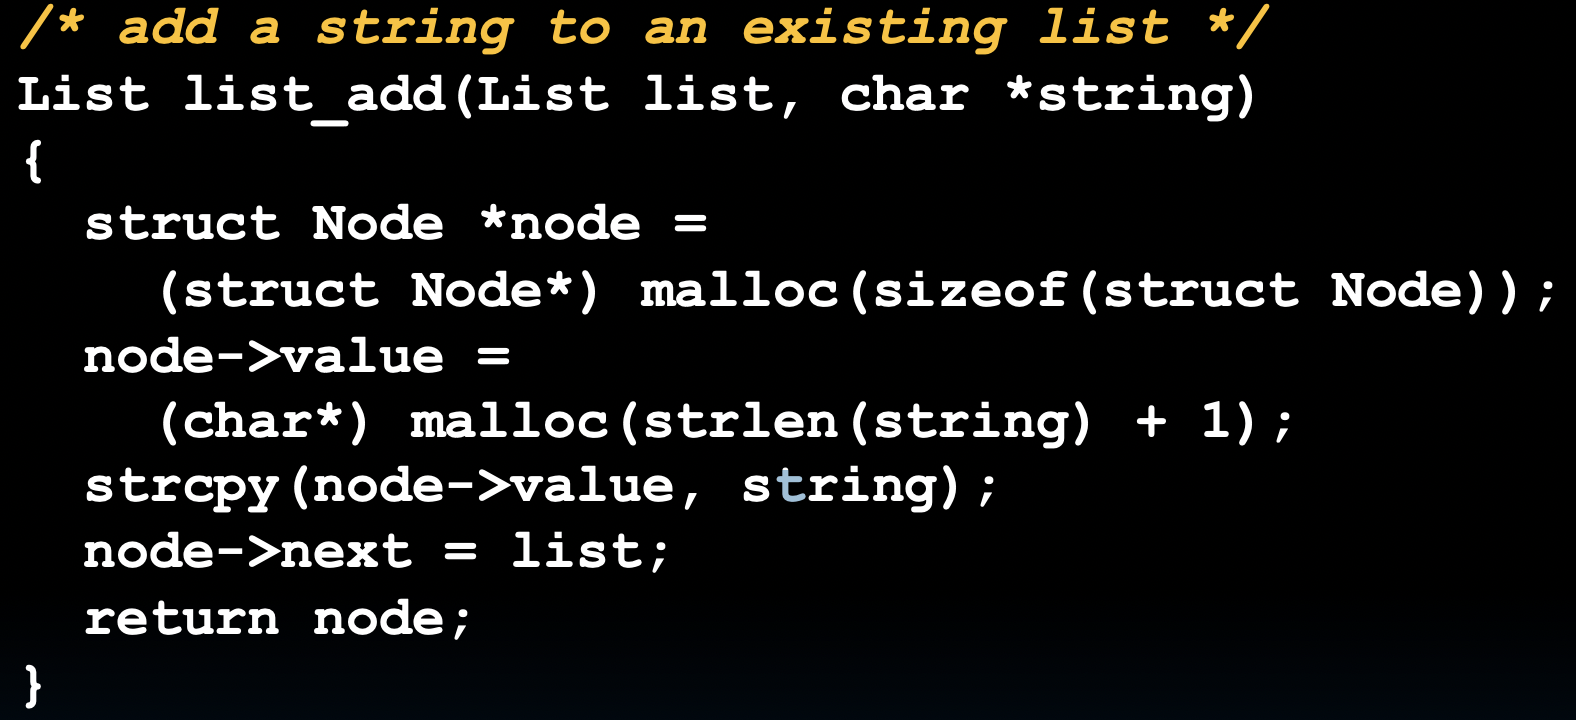 /* add a string to an existing list */
List list_add(List list, char *string)
{
  struct Node *node =
    (struct Node*) malloc(sizeof(struct Node));
  node->value =
    (char*) malloc(strlen(string) + 1);
  strcpy(node->value, string);
  node->next = list;
  return node;
}